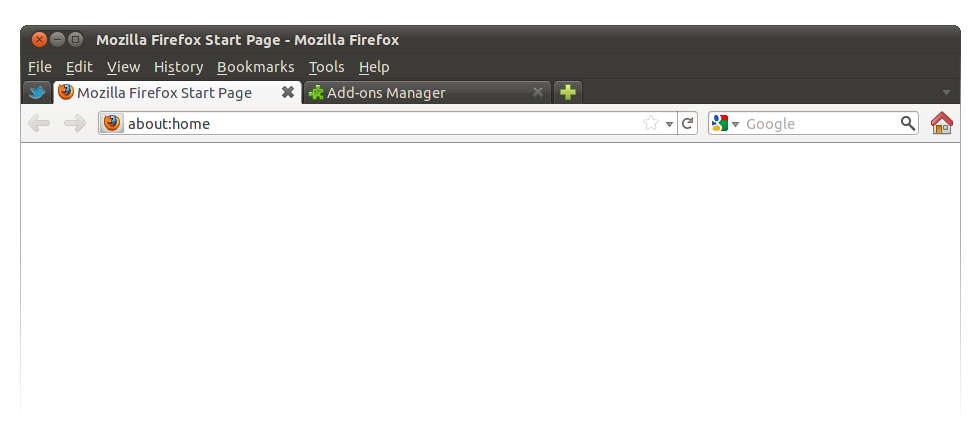 Mozilla Firefox Start Page - Mozilla Firefox
File Edit View History Bookmarks Tools Help
Mozilla Firefox Start Page Add-ons Manager
about:home Google